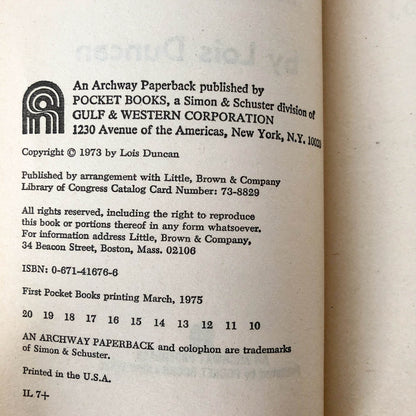 by Lois Duncan
An Archway Paperback published by
POCKET BOOKS, a Simon & Schuster division of
GULF & WESTERN CORPORATION
1230 Avenue of the Americas, New York, N.Y. 10020
Copyright © 1973 by Lois Duncan
Published by arrangement with Little, Brown & Company
Library of Congress Catalog Card Number: 73-8829
All rights reserved, including the right to reproduce
this book or portions thereof in any form whatsoever.
For information address Little, Brown & Company,
34 Beacon Street, Boston, Mass. 02106
ISBN: 0-671-41676-6
First Pocket Books printing March, 1975
20 19 18 17 16 15 14 13 12 11 10
AN ARCHWAY PAPERBACK and colophon are trademarks
of Simon & Schuster.
Printed in the U.S.A.
IL 7+